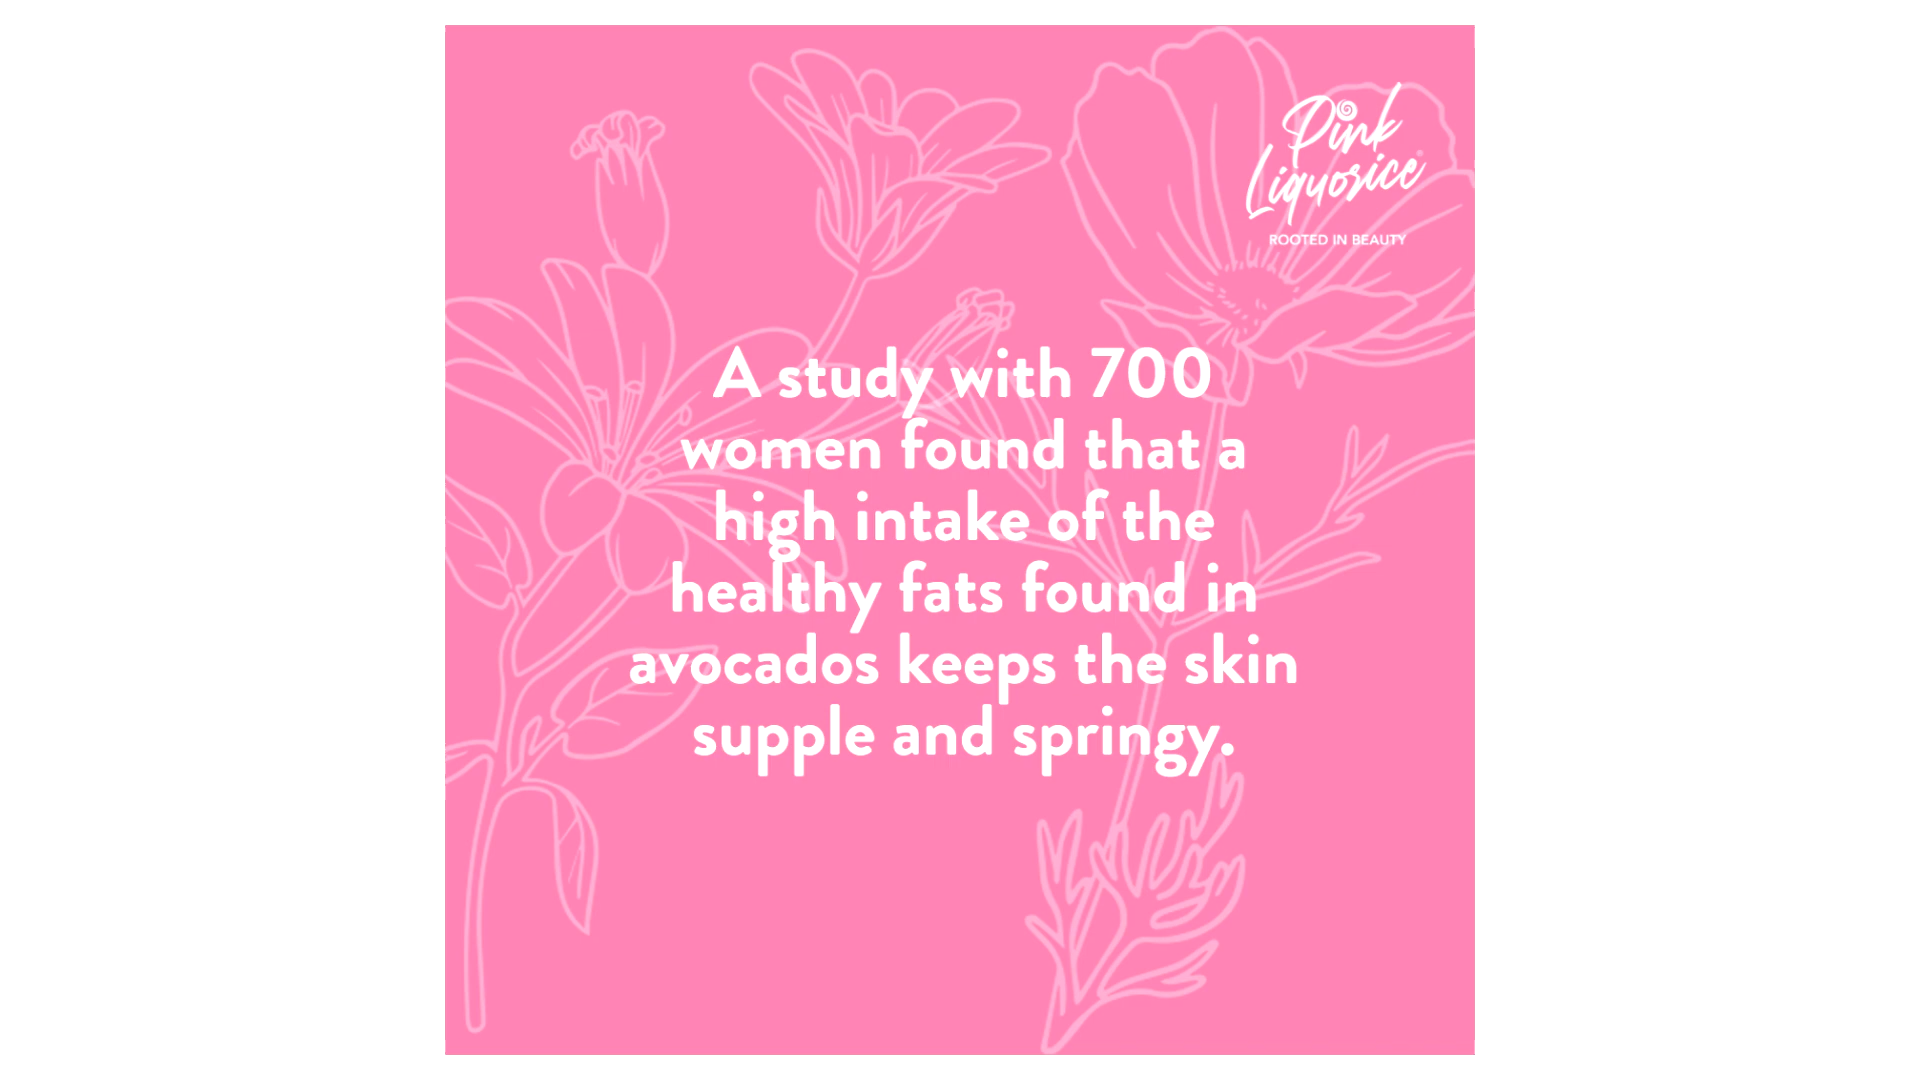 Pink
Liquorice
ROOTED IN BEAUTY
A study with 700
women found that a
high intake of the
healthy fats found in
avocados keeps the skin
supple and springy.